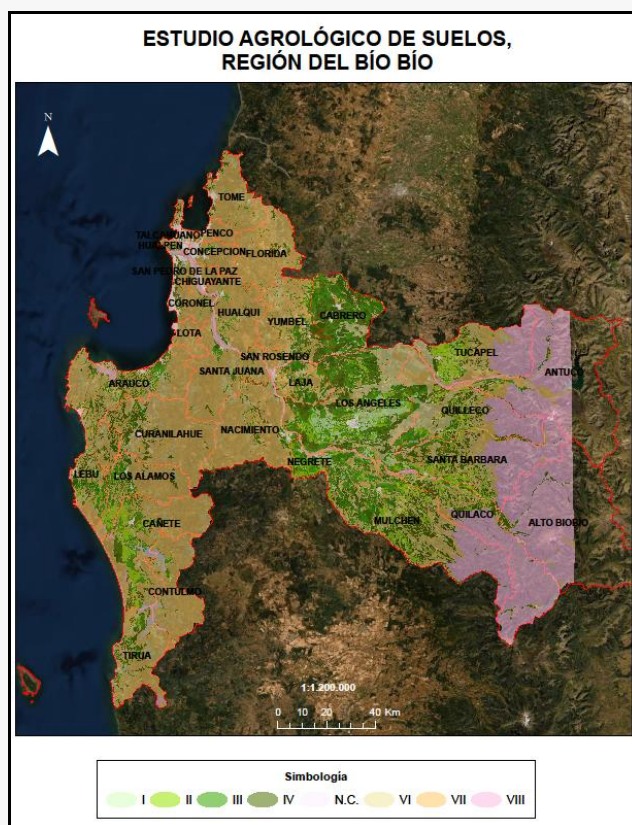 ESTUDIO AGROLÓGICO DE SUELOS,
REGIÓN DEL BÍO BÍO
N
TOME
TALCAHUANO
PENCO
HUALPEN
CONCEPCION
FLORIDA
SAN PEDRO DE LA PAZ
CHIGUAYANTE
CORONEL
HUALQUI
CABRERO
YUMBEL
LOTA
TUCAPEL
SAN ROSENDO
ANTUCO
SANTA JUANA
ARAUCO
LAJA
LOS ANGELES
QUILLECO
CURANILAHUE
NACIMIENTO
NEGRETE
SANTA BARBARA
LEBU
LOS ALAMOS
QUILACO
CAÑETE
MULCHEN
ALTO BIOBIO
CONTULMO
TIRUA
1:1.200.000
0 10 20 40 Km
Simbología
I II III IV N.C. VI VII VIII